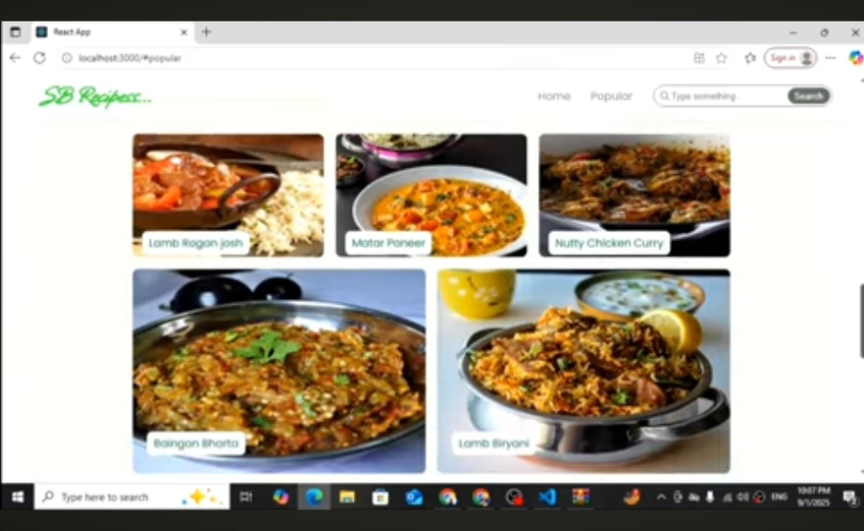 React App
localhost:3000/#popular
Sign in
SB Recipess...
Home Popular Type something.. Search
Lamb Rogan josh Matar Paneer Nutty Chicken Curry
Baingan Bharta Lamb Biryani
Type here to search ENG 10:07 PM
9/1/2025